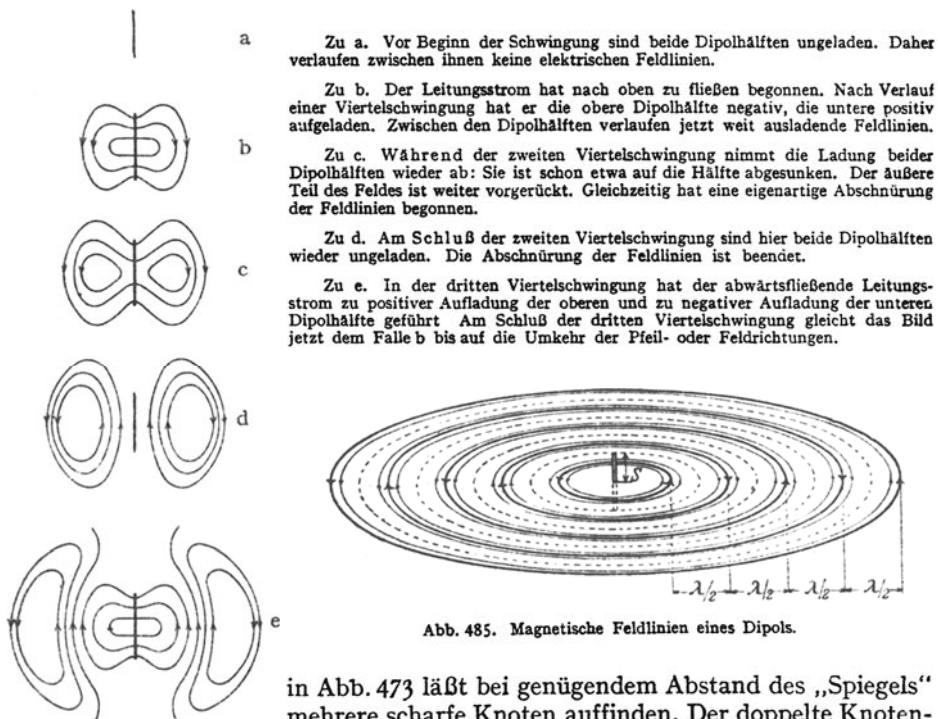 a
Zu a. Vor Beginn der Schwingung sind beide Dipolhälften ungeladen. Daher
verlaufen zwischen ihnen keine elektrischen Feldlinien.
Zu b. Der Leitungsstrom hat nach oben zu fließen begonnen. Nach Verlauf
einer Viertelschwingung hat er die obere Dipolhälfte negativ, die untere positiv
aufgeladen. Zwischen den Dipolhälften verlaufen jetzt weit ausladende Feldlinien.
b
Zu c. Während der zweiten Viertelschwingung nimmt die Ladung beider
Dipolhälften wieder ab: Sie ist schon etwa auf die Hälfte abgesunken. Der äußere
Teil des Feldes ist weiter vorgerückt. Gleichzeitig hat eine eigenartige Abschnürung
der Feldlinien begonnen.
Zu d. Am Schluß der zweiten Viertelschwingung sind hier beide Dipolhälften
wieder ungeladen. Die Abschnürung der Feldlinien ist beendet.
c
Zu e. In der dritten Viertelschwingung hat der abwärtsfließende Leitungs-
strom zu positiver Aufladung der oberen und zu negativer Aufladung der unteren
Dipolhälfte geführt Am Schluß der dritten Viertelschwingung gleicht das Bild
jetzt dem Falle b bis auf die Umkehr der Pfeil- oder Feldrichtungen.
d
S
λ/2 λ/2 λ/2 λ/2
e
Abb. 485. Magnetische Feldlinien eines Dipols.
in Abb. 473 läßt bei genügendem Abstand des „Spiegels“
mehrere scharfe Knoten auffinden. Der doppelte Knoten-